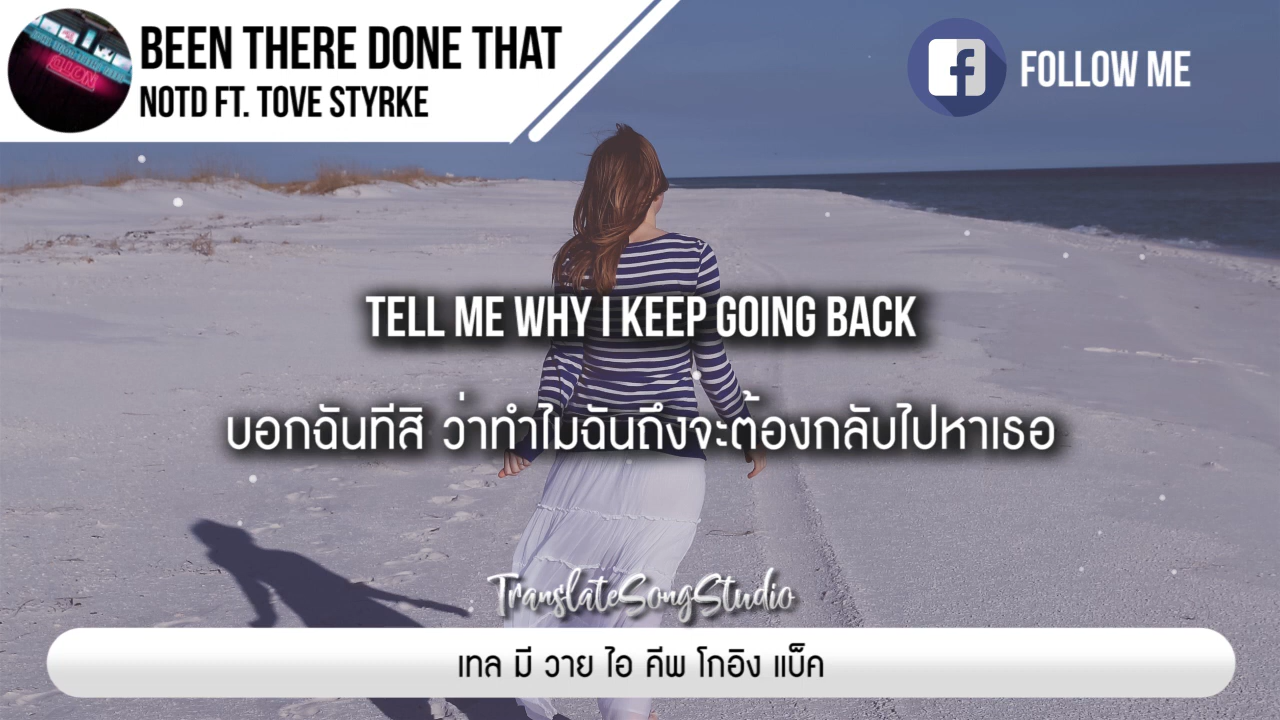 BEEN THERE DONE THAT
NOTD FT. TOVE STYRKE
FOLLOW ME
TELL ME WHY I KEEP GOING BACK
บอกฉันทีสิ ว่าทำไมฉันถึงจะต้องกลับไปหาเธอ
TranslateSongStudio
เทล มี วาย ไอ คีพ โกอิง แบ็ค